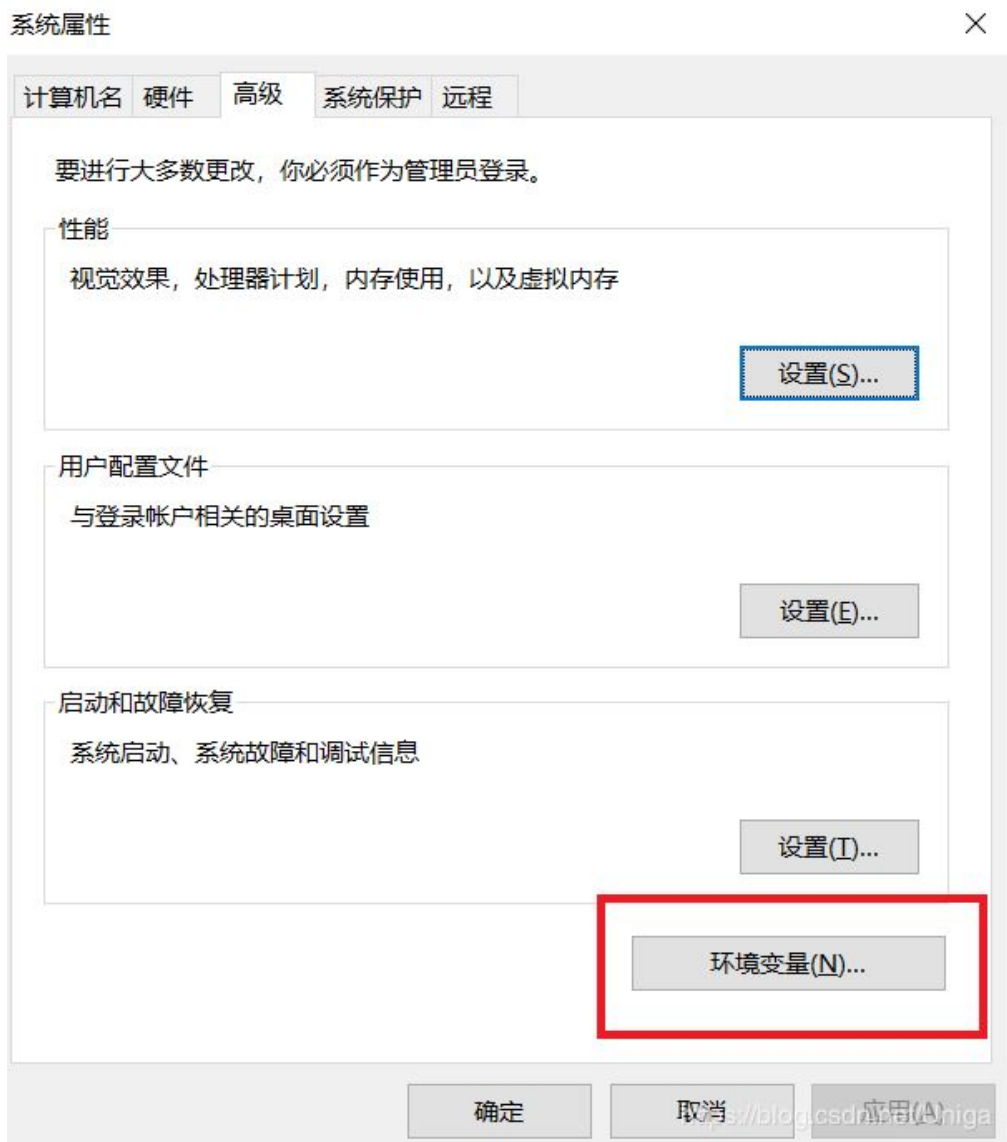 系统属性
计算机名 硬件 高级 系统保护 远程
要进行大多数更改，你必须作为管理员登录。
性能
视觉效果，处理器计划，内存使用，以及虚拟内存
设置(S)...
用户配置文件
与登录帐户相关的桌面设置
设置(E)...
启动和故障恢复
系统启动、系统故障和调试信息
设置(T)...
环境变量(N)...
确定 取消 应用(A)